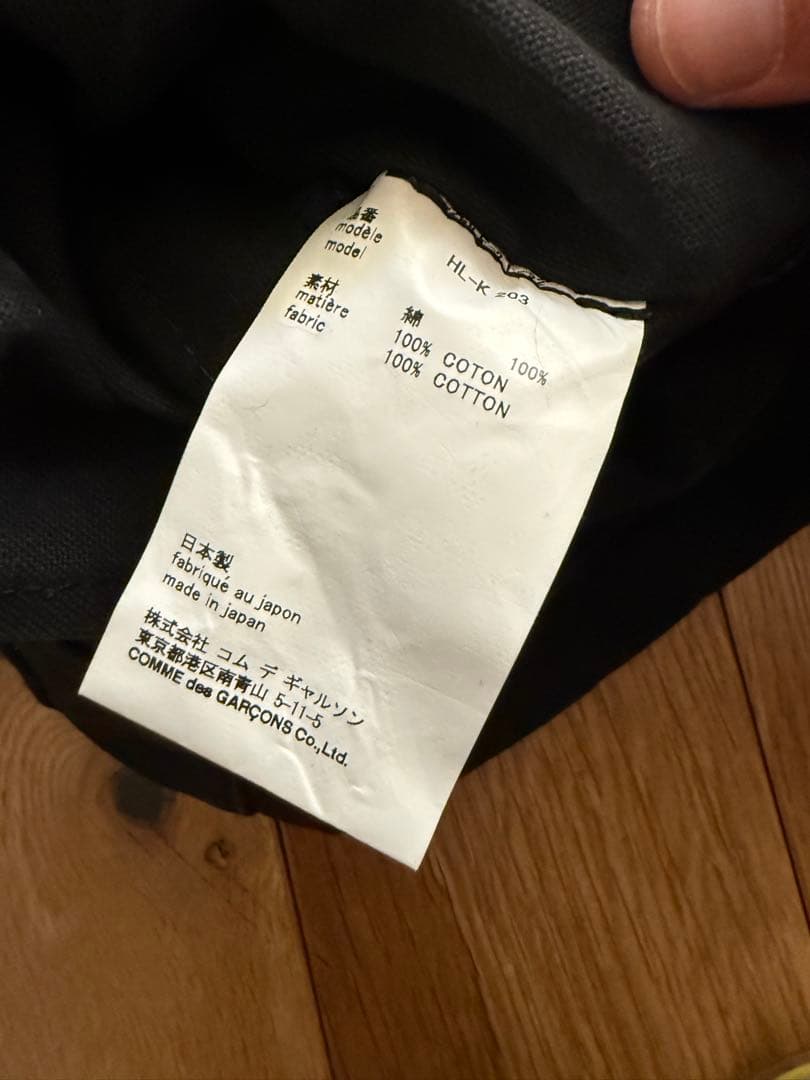 品番
modèle
model
HL-K 203
素材
matière
fabric
綿 100%
100% COTON
100% COTTON
日本製
fabriqué au japon
made in japan
株式会社 コム デ ギャルソン
東京都港区南青山 5-11-5
COMME des GARÇONS Co.,Ltd.